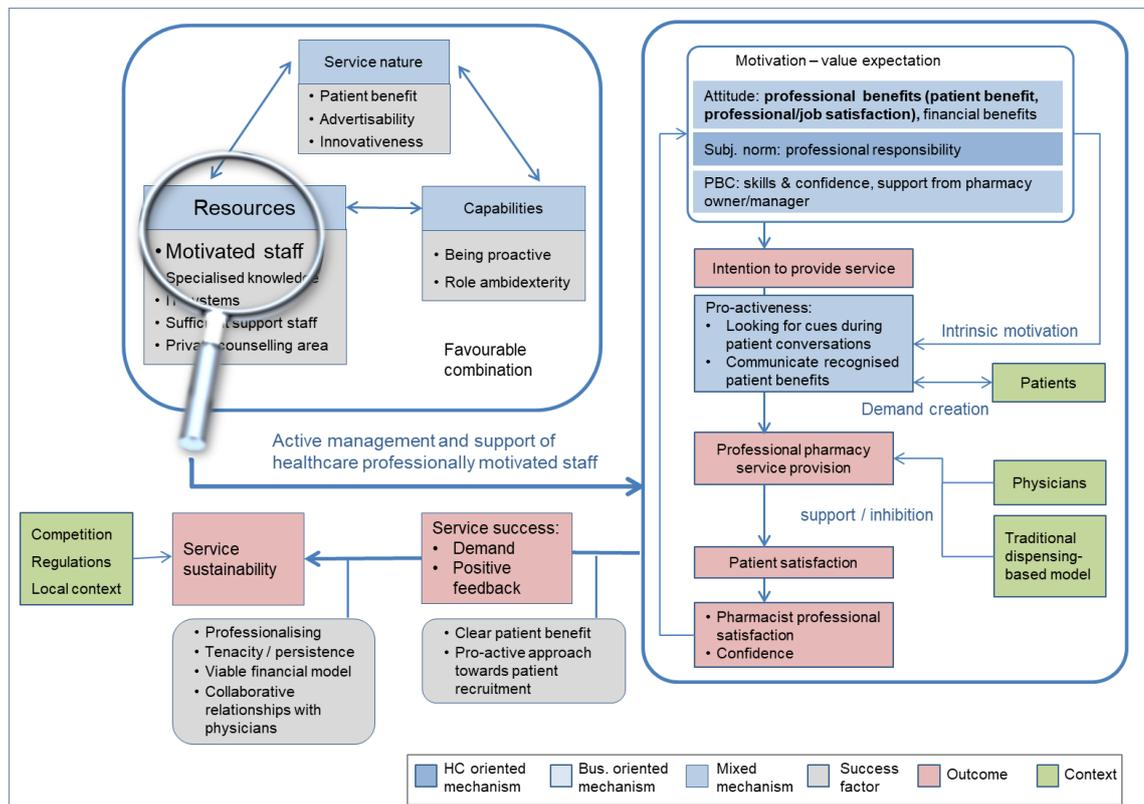 Service nature
• Patient benefit
• Advertisability
• Innovativeness
Resources
• Motivated staff
• Specialised knowledge
• IT systems
• Sufficient support staff
• Private counselling area
Capabilities
• Being proactive
• Role ambidexterity
Favourable
combination
Active management and support of
healthcare professionally motivated staff
Motivation – value expectation
Attitude: professional benefits (patient benefit,
professional/job satisfaction), financial benefits
Subj. norm: professional responsibility
PBC: skills & confidence, support from pharmacy
owner/manager
Intention to provide service
Pro-activeness:
• Looking for cues during
patient conversations
• Communicate recognised
patient benefits
Intrinsic motivation
Patients
Demand creation
Professional pharmacy
service provision
Physicians
support / inhibition
Traditional
dispensing-
based model
Patient satisfaction
• Pharmacist professional
satisfaction
• Confidence
Competition
Regulations
Local context
Service
sustainability
Service success:
• Demand
• Positive
feedback
• Professionalising
• Tenacity / persistence
• Viable financial model
• Collaborative
relationships with
physicians
• Clear patient benefit
• Pro-active approach
towards patient
recruitment
HC oriented
mechanism
Bus. oriented
mechanism
Mixed
mechanism
Success
factor
Outcome
Context